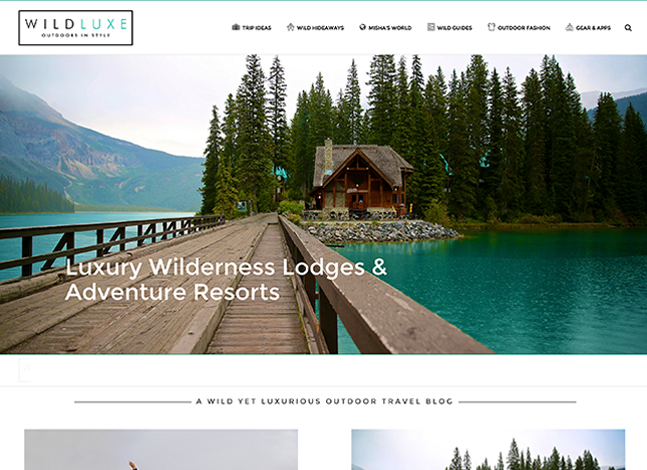 WILD LUXE
OUTDOORS IN STYLE
TRIP IDEAS WILD HIDEAWAYS MISHA'S WORLD WILD GUIDES OUTDOOR FASHION GEAR & APPS
Luxury Wilderness Lodges &
Adventure Resorts
A WILD YET LUXURIOUS OUTDOOR TRAVEL BLOG